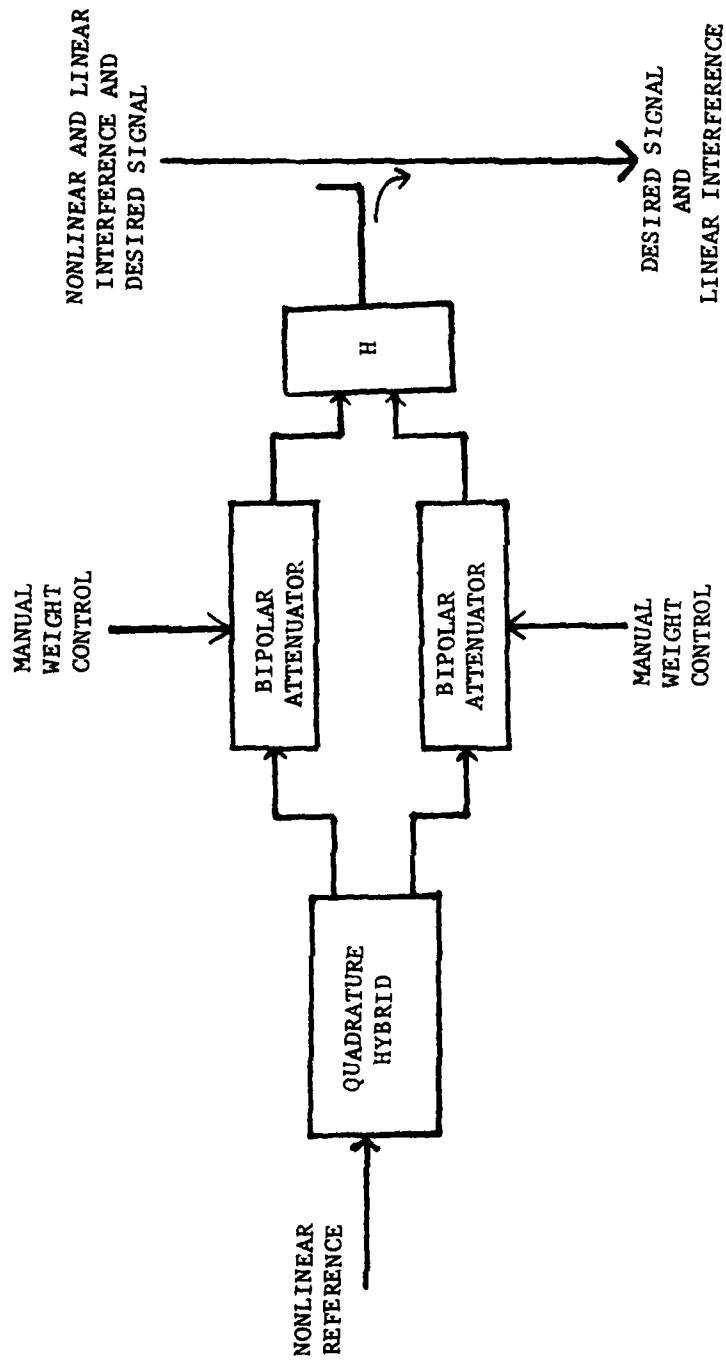 NONLINEAR
REFERENCE
QUADRATURE
HYBRID
MANUAL
WEIGHT
CONTROL
BIPOLAR
ATTENUATOR
BIPOLAR
ATTENUATOR
MANUAL
WEIGHT
CONTROL
H
NONLINEAR AND LINEAR
INTERFERENCE AND
DESIRED SIGNAL
DESIRED SIGNAL
AND
LINEAR INTERFERENCE